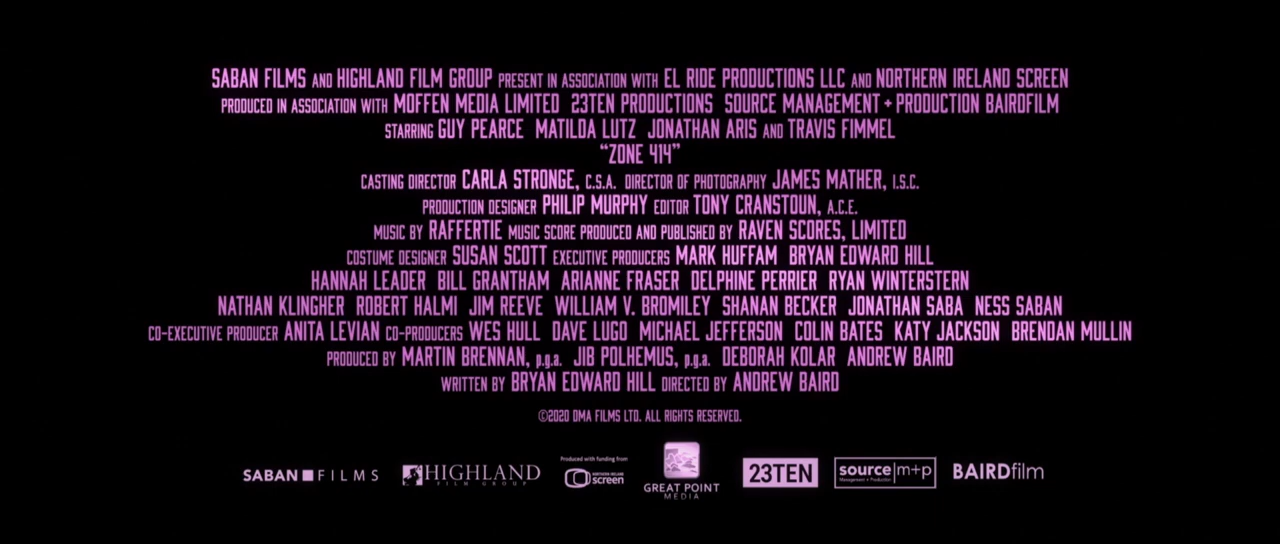 SABAN FILMS AND HIGHLAND FILM GROUP PRESENT IN ASSOCIATION WITH EL RIDE PRODUCTIONS LLC AND NORTHERN IRELAND SCREEN
PRODUCED IN ASSOCIATION WITH MOFFEN MEDIA LIMITED 23TEN PRODUCTIONS SOURCE MANAGEMENT + PRODUCTION BAIRDFILM
STARRING GUY PEARCE MATILDA LUTZ JONATHAN ARIS AND TRAVIS FIMMEL
"ZONE 414"
CASTING DIRECTOR CARLA STRONGE, C.S.A. DIRECTOR OF PHOTOGRAPHY JAMES MATHER, I.S.C.
PRODUCTION DESIGNER PHILIP MURPHY EDITOR TONY CRANSTOUN, A.C.E.
MUSIC BY RAFFERTIE MUSIC SCORE PRODUCED AND PUBLISHED BY RAVEN SCORES, LIMITED
COSTUME DESIGNER SUSAN SCOTT EXECUTIVE PRODUCERS MARK HUFFAM BRYAN EDWARD HILL
HANNAH LEADER BILL GRANTHAM ARIANNE FRASER DELPHINE PERRIER RYAN WINTERSTERN
NATHAN KLINGHER ROBERT HALMI JIM REEVE WILLIAM V. BROMILEY SHANAN BECKER JONATHAN SABA NESS SABAN
CO-EXECUTIVE PRODUCER ANITA LEVIAN CO-PRODUCERS WES HULL DAVE LUGO MICHAEL JEFFERSON COLIN BATES KATY JACKSON BRENDAN MULLIN
PRODUCED BY MARTIN BRENNAN, p.g.a. JIB POLHEMUS, p.g.a. DEBORAH KOLAR ANDREW BAIRD
WRITTEN BY BRYAN EDWARD HILL DIRECTED BY ANDREW BAIRD
©2020 DMA FILMS LTD. ALL RIGHTS RESERVED.
SABAN FILMS
HIGHLAND
FILM GROUP
Produced with funding from
NORTHERN IRELAND
screen
GREAT POINT
MEDIA
23TEN
source m+p
Management + Production
BAIRDfilm